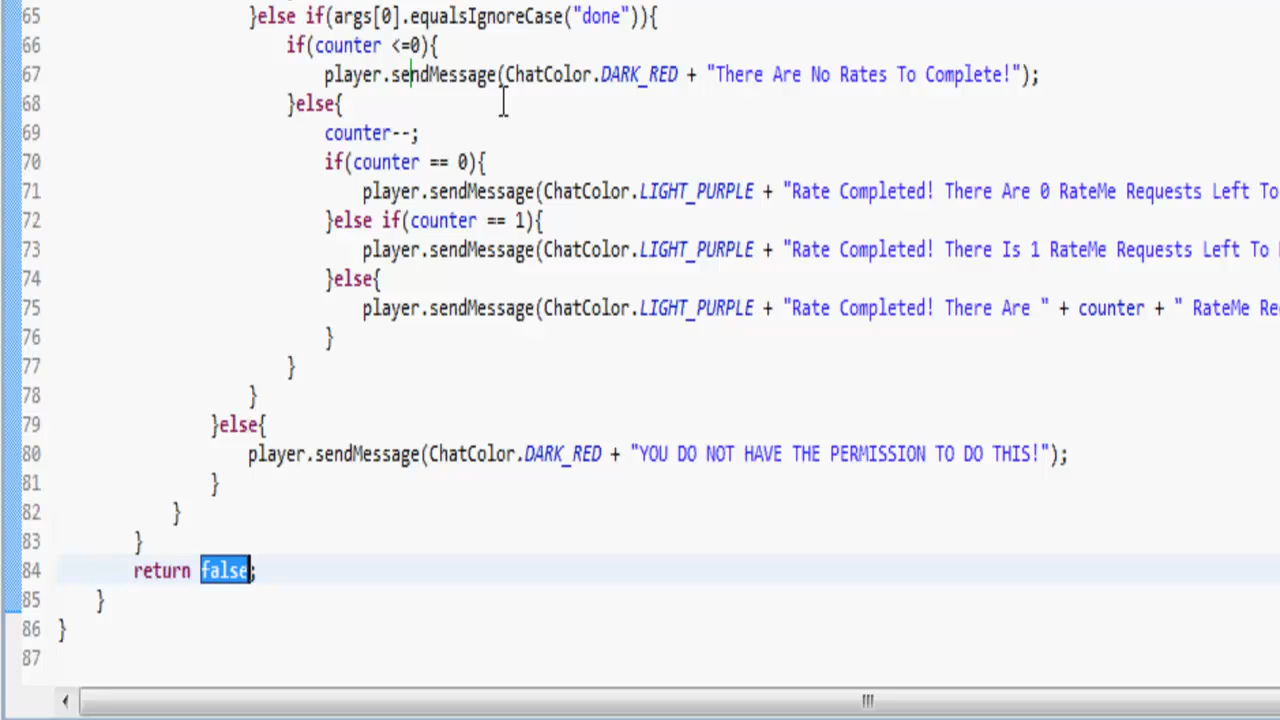 65 }else if(args[0].equalsIgnoreCase("done")){
66 if(counter <=0){
67 player.sendMessage(ChatColor.DARK_RED + "There Are No Rates To Complete!");
68 }else{
69 counter--;
70 if(counter == 0){
71 player.sendMessage(ChatColor.LIGHT_PURPLE + "Rate Completed! There Are 0 RateMe Requests Left To
72 }else if(counter == 1){
73 player.sendMessage(ChatColor.LIGHT_PURPLE + "Rate Completed! There Is 1 RateMe Requests Left To
74 }else{
75 player.sendMessage(ChatColor.LIGHT_PURPLE + "Rate Completed! There Are " + counter + " RateMe
76 }
77 }
78 }
79 }else{
80 player.sendMessage(ChatColor.DARK_RED + "YOU DO NOT HAVE THE PERMISSION TO DO THIS!");
81 }
82 }
83 }
84 return false;
85 }
86 }
87